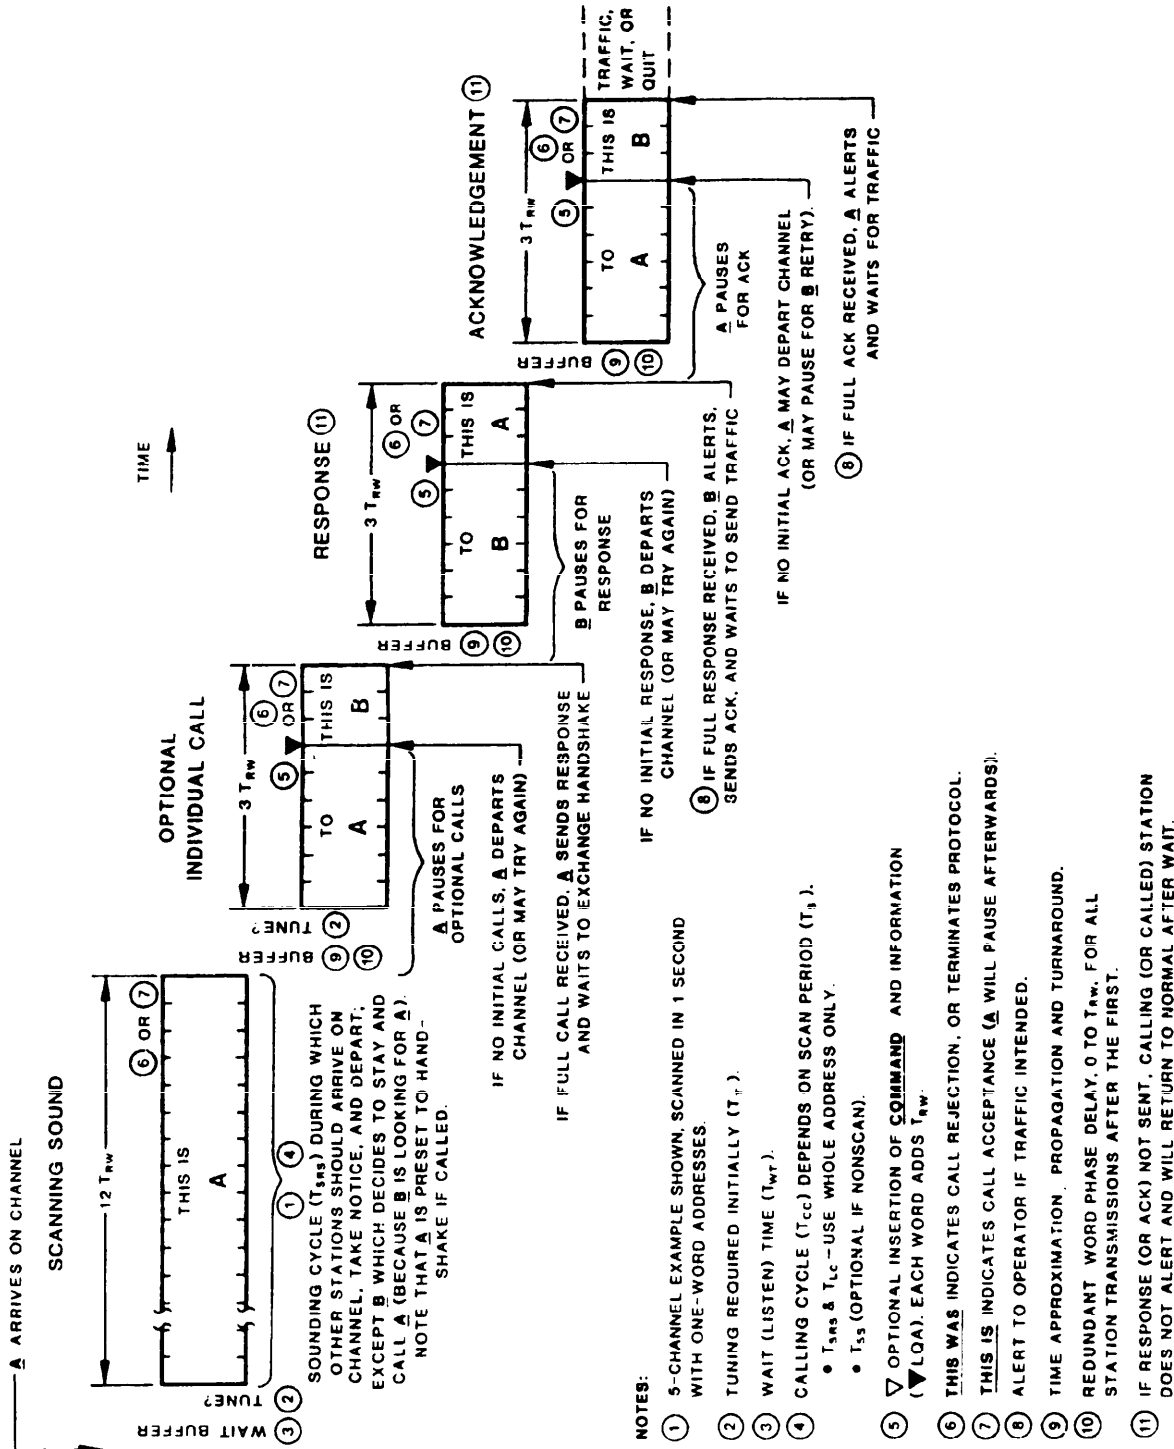 A ARRIVES ON CHANNEL
TIME
SCANNING SOUND
12 TRW
6 OR 7
THIS IS
A
WAIT BUFFER
3
TUNE?
2
1 4
SOUNDING CYCLE (TSRS) DURING WHICH
OTHER STATIONS SHOULD ARRIVE ON
CHANNEL, TAKE NOTICE, AND DEPART;
EXCEPT B WHICH DECIDES TO STAY AND
CALL A (BECAUSE B IS LOOKING FOR A).
NOTE THAT A IS PRESET TO HAND-
SHAKE IF CALLED.
OPTIONAL
INDIVIDUAL CALL
3 TRW
BUFFER
9 10
TUNE?
2
5
6 OR 7
TO
A
THIS IS
B
A PAUSES FOR
OPTIONAL CALLS
IF NO INITIAL CALLS, A DEPARTS
CHANNEL (OR MAY TRY AGAIN)
IF FULL CALL RECEIVED, A SENDS RESPONSE
AND WAITS TO EXCHANGE HANDSHAKE
RESPONSE 11
3 TRW
BUFFER
9 10
5
6 OR 7
TO
B
THIS IS
A
B PAUSES FOR
RESPONSE
IF NO INITIAL RESPONSE, B DEPARTS
CHANNEL (OR MAY TRY AGAIN)
8 IF FULL RESPONSE RECEIVED, B ALERTS,
SENDS ACK, AND WAITS TO SEND TRAFFIC
ACKNOWLEDGEMENT 11
3 TRW
BUFFER
9 10
5
6 OR 7
TO
A
THIS IS
B
TRAFFIC,
WAIT, OR
QUIT
A PAUSES
FOR ACK
IF NO INITIAL ACK, A MAY DEPART CHANNEL
(OR MAY PAUSE FOR B RETRY).
8 IF FULL ACK RECEIVED, A ALERTS
AND WAITS FOR TRAFFIC
NOTES:
1 5-CHANNEL EXAMPLE SHOWN, SCANNED IN 1 SECOND
WITH ONE-WORD ADDRESSES.
2 TUNING REQUIRED INITIALLY (TT).
3 WAIT (LISTEN) TIME (TWT).
4 CALLING CYCLE (TCC) DEPENDS ON SCAN PERIOD (TS).
• TSRS & TLC-USE WHOLE ADDRESS ONLY.
• TSS (OPTIONAL IF NONSCAN).
5 ▽ OPTIONAL INSERTION OF COMMAND AND INFORMATION
(▼LQA). EACH WORD ADDS TRW.
6 THIS WAS INDICATES CALL REJECTION, OR TERMINATES PROTOCOL.
7 THIS IS INDICATES CALL ACCEPTANCE (A WILL PAUSE AFTERWARDS).
8 ALERT TO OPERATOR IF TRAFFIC INTENDED.
9 TIME APPROXIMATION, PROPAGATION AND TURNAROUND.
10 REDUNDANT WORD PHASE DELAY, 0 TO TRW, FOR ALL
STATION TRANSMISSIONS AFTER THE FIRST.
11 IF RESPONSE (OR ACK) NOT SENT, CALLING (OR CALLED) STATION
DOES NOT ALERT AND WILL RETURN TO NORMAL AFTER WAIT.